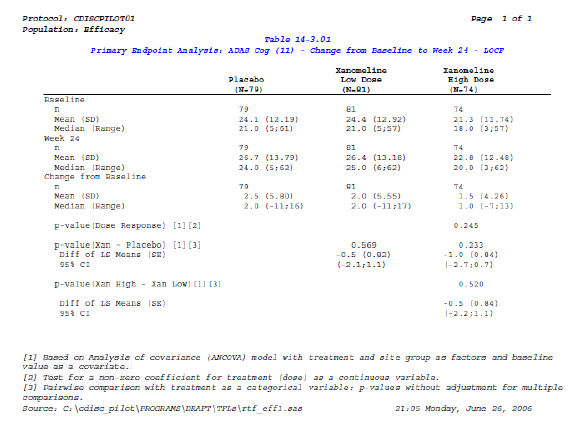 Protocol: CDISCPILOT01 Page 1 of 1
Population: Efficacy
Table 14-3.01
Primary Endpoint Analysis: ADAS Cog (11) - Change from Baseline to Week 24 - LOCF
Xanomeline Xanomeline
Placebo Low Dose High Dose
(N=79) (N=81) (N=74)
Baseline
n 79 81 74
Mean (SD) 24.1 (12.19) 24.4 (12.92) 21.3 (11.74)
Median (Range) 21.0 (5;61) 21.0 (5;57) 18.0 (3;57)
Week 24
n 79 81 74
Mean (SD) 26.7 (13.79) 26.4 (13.18) 22.8 (12.48)
Median (Range) 24.0 (5;62) 25.0 (6;62) 20.0 (3;62)
Change from Baseline
n 79 81 74
Mean (SD) 2.5 (5.80) 2.0 (5.55) 1.5 (4.26)
Median (Range) 2.0 (-11;16) 2.0 (-11;17) 1.0 (-7;13)
p-value(Dose Response) [1][2] 0.245
p-value(Xan - Placebo) [1][3] 0.569 0.233
Diff of LS Means (SE) -0.5 (0.82) -1.0 (0.84)
95% CI (-2.1;1.1) (-2.7;0.7)
p-value(Xan High - Xan Low) [1][3] 0.520
Diff of LS Means (SE) -0.5 (0.84)
95% CI (-2.2;1.1)
[1] Based on Analysis of covariance (ANCOVA) model with treatment and site group as factors and baseline
value as a covariate.
[2] Test for a non-zero coefficient for treatment (dose) as a continuous variable.
[3] Pairwise comparison with treatment as a categorical variable: p-values without adjustment for multiple
comparisons.
Source: C:\cdisc_pilot\PROGRAMS\DRAFT\TFLs\rtf_eff1.sas 21:05 Monday, June 26, 2006